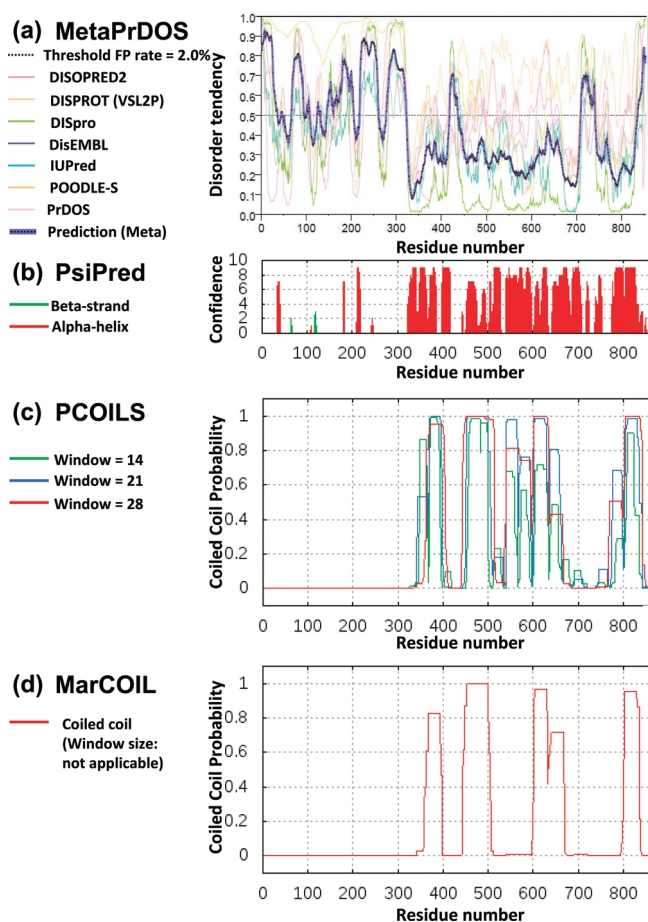 (a) MetaPrDOS
Threshold FP rate = 2.0%
DISOPRED2
DISPROT (VSL2P)
DISpro
DisEMBL
IUPred
POODLE-S
PrDOS
Prediction (Meta)
Disorder tendency
1.0
0.9
0.8
0.7
0.6
0.5
0.4
0.3
0.2
0.1
0.0
0 100 200 300 400 500 600 700 800
Residue number
(b) PsiPred
Beta-strand
Alpha-helix
Confidence
10
8
6
4
2
0
0 100 200 300 400 500 600 700 800
Residue number
(c) PCOILS
Window = 14
Window = 21
Window = 28
Coiled Coil Probability
1
0.8
0.6
0.4
0.2
0
0 100 200 300 400 500 600 700 800
Residue number
(d) MarCOIL
Coiled coil
(Window size:
not applicable)
Coiled Coil Probability
1
0.8
0.6
0.4
0.2
0
0 100 200 300 400 500 600 700 800
Residue number